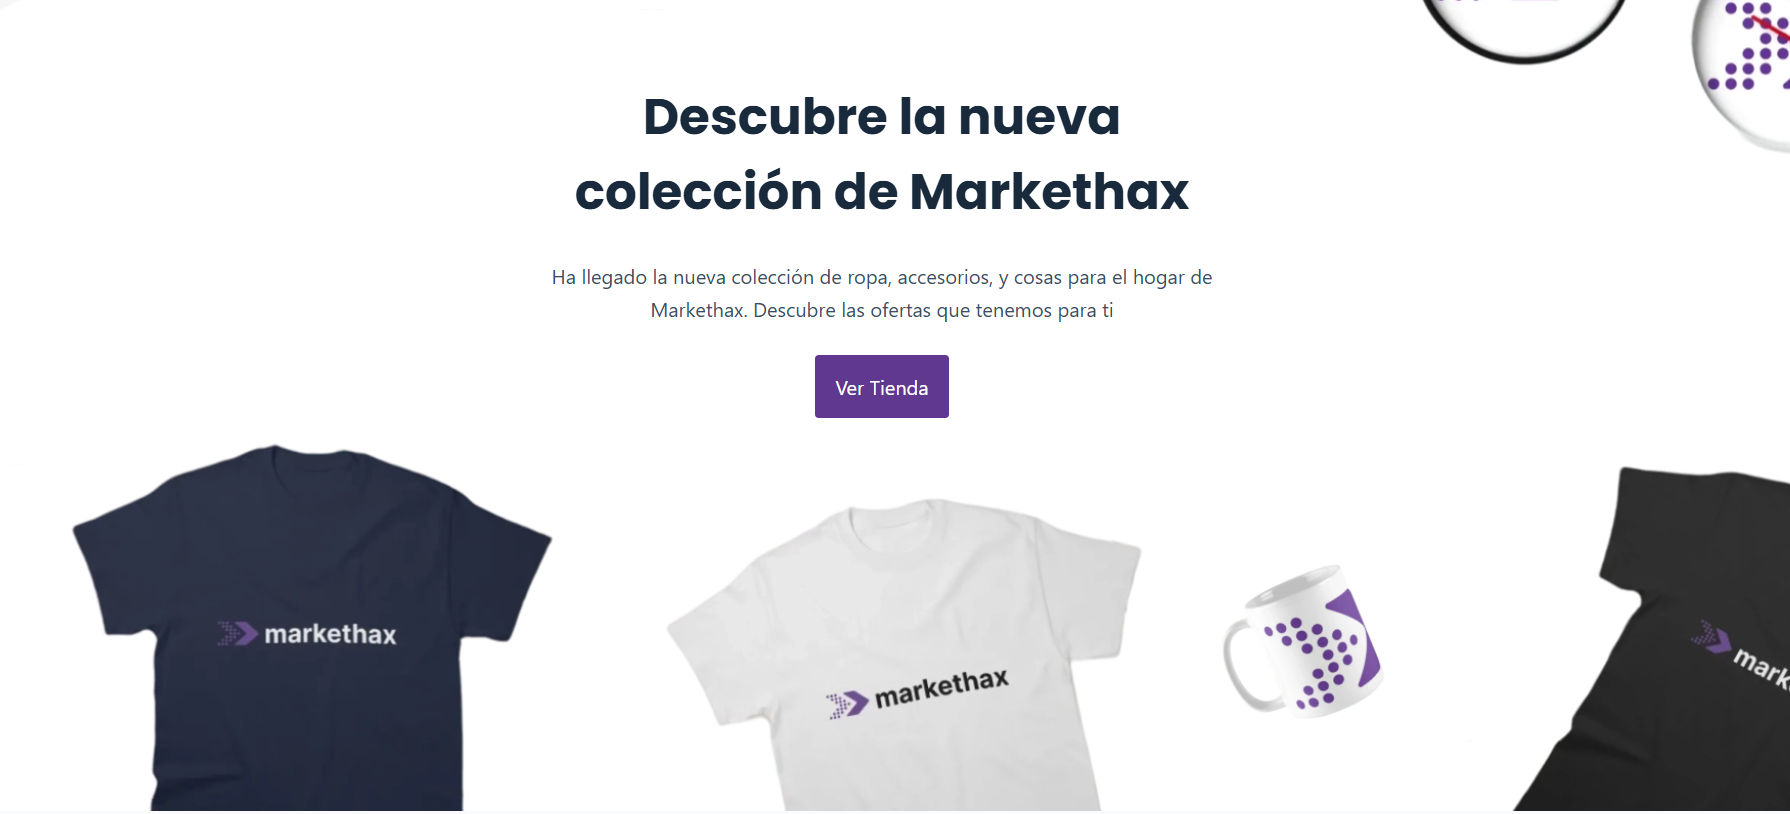 Descubre la nueva
colección de Markethax
Ha llegado la nueva colección de ropa, accesorios, y cosas para el hogar de
Markethax. Descubre las ofertas que tenemos para ti
Ver Tienda
markethax
markethax
mark